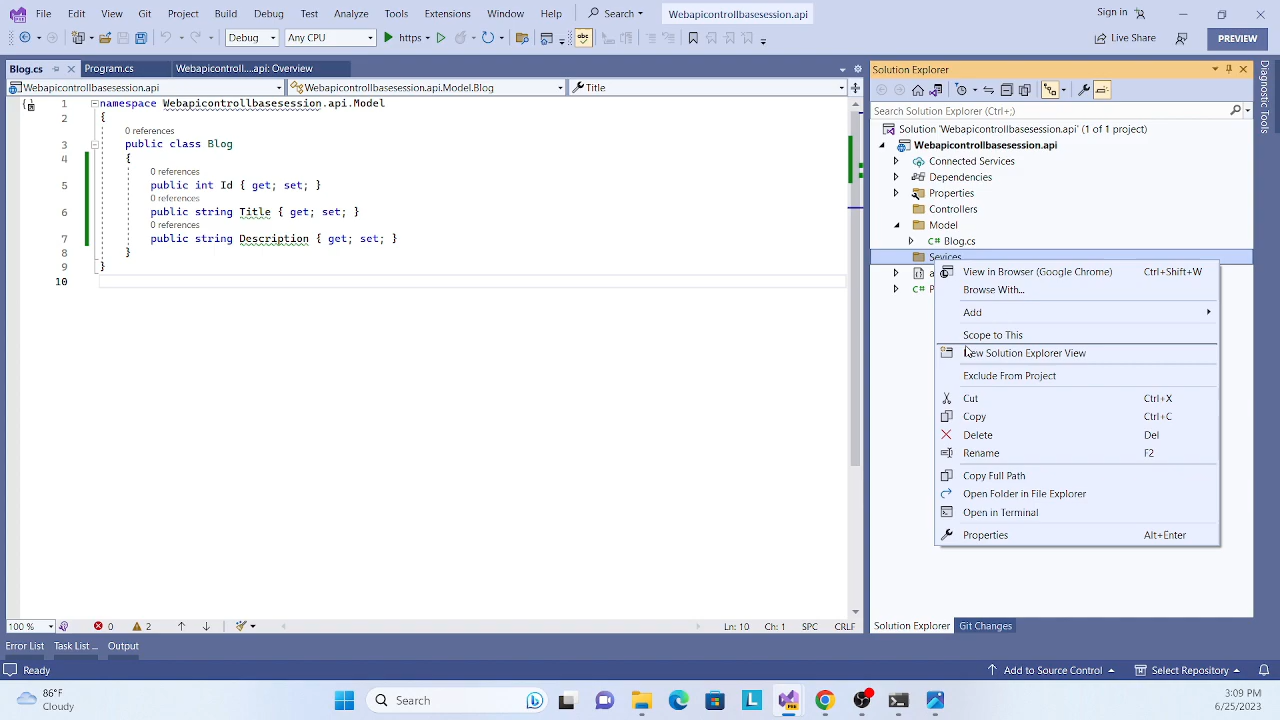 File Edit View Git Project Build Debug Test Analyze Tools Extensions Window Help Search Webapicontrollbasesession.api Sign in
Debug Any CPU https Live Share PREVIEW
Blog.cs Program.cs Webapicontroll....api: Overview
Webapicontrollbasesession.api Webapicontrollbasesession.api.Model.Blog Title
1 namespace Webapicontrollbasesession.api.Model
2 {
0 references
3 public class Blog
4 {
0 references
5 public int Id { get; set; }
0 references
6 public string Title { get; set; }
0 references
7 public string Description { get; set; }
8 }
9 }
10
100 % 0 2 Ln: 10 Ch: 1 SPC CRLF
Solution Explorer
Search Solution Explorer (Ctrl+;)
Solution 'Webapicontrollbasesession.api' (1 of 1 project)
Webapicontrollbasesession.api
Connected Services
Dependencies
Properties
Controllers
Model
C# Blog.cs
Sevices
View in Browser (Google Chrome) Ctrl+Shift+W
Browse With...
Add
Scope to This
New Solution Explorer View
Exclude From Project
Cut Ctrl+X
Copy Ctrl+C
Delete Del
Rename F2
Copy Full Path
Open Folder in File Explorer
Open in Terminal
Properties Alt+Enter
Solution Explorer Git Changes
Diagnostic Tools
Error List Task List ... Output
Ready Add to Source Control Select Repository
86°F
Cloudy
Search
3:09 PM
6/25/2023